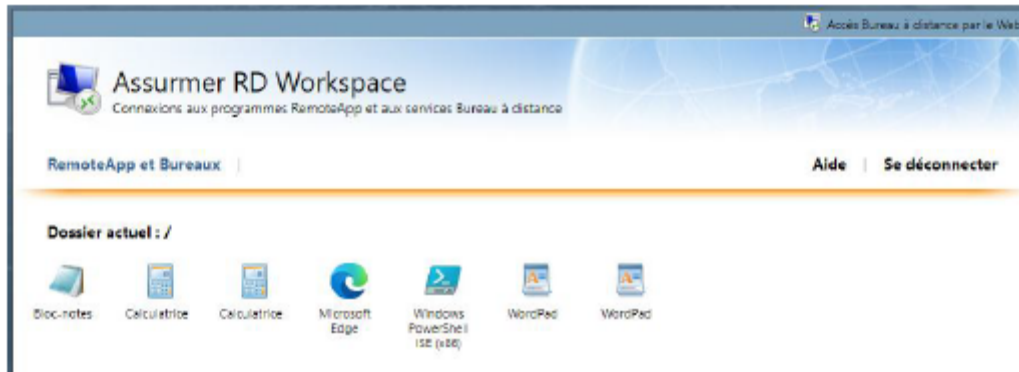 Accès Bureau à distance par le Web
Assurmer RD Workspace
Connexions aux programmes RemoteApp et aux services Bureau à distance
RemoteApp et Bureaux
Aide | Se déconnecter
Dossier actuel : /
Bloc-notes Calculatrice Calculatrice Microsoft Edge Windows PowerShell ISE (x86) WordPad WordPad